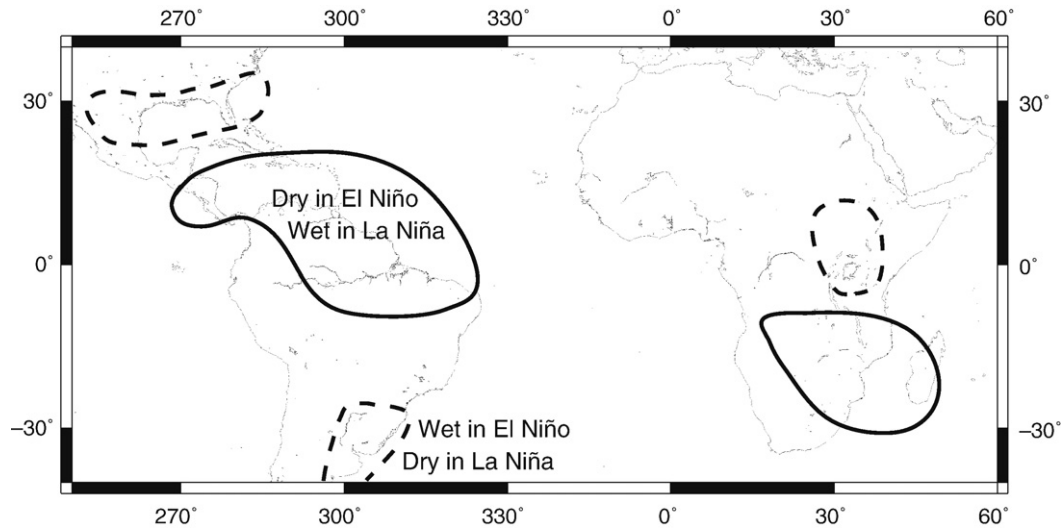 270° 300° 330° 0° 30° 60°
30° 30°
Dry in El Niño
Wet in La Niña
0° 0°
−30° −30°
Wet in El Niño
Dry in La Niña
270° 300° 330° 0° 30° 60°